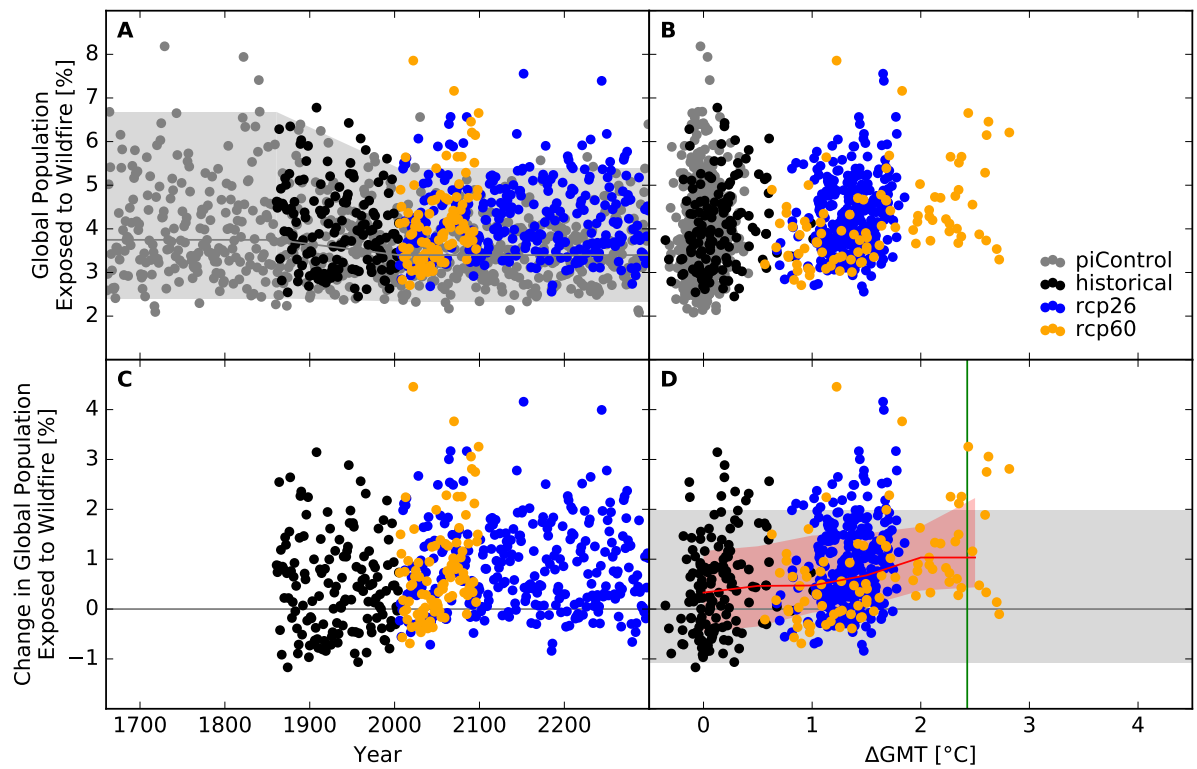 A
B
Global Population
Exposed to Wildfire [%]
8
7
6
5
4
3
2
piControl
historical
rcp26
rcp60
C
D
Change in Global Population
Exposed to Wildfire [%]
4
3
2
1
0
−1
1700 1800 1900 2000 2100 2200
0 1 2 3 4
Year
ΔGMT [°C]